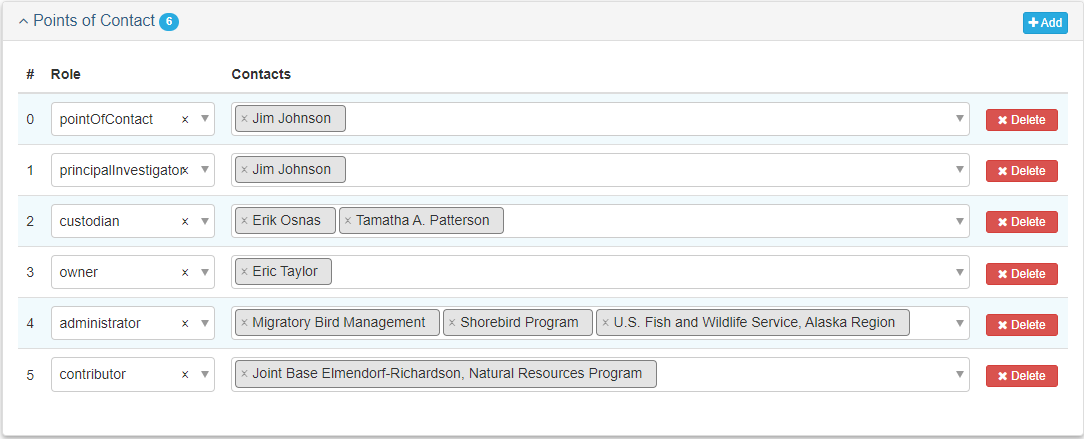 Points of Contact 6 + Add
# Role Contacts
0 pointOfContact × × Jim Johnson × Delete
1 principalInvestigator × × Jim Johnson × Delete
2 custodian × × Erik Osnas × Tamatha A. Patterson × Delete
3 owner × × Eric Taylor × Delete
4 administrator × × Migratory Bird Management × Shorebird Program × U.S. Fish and Wildlife Service, Alaska Region × Delete
5 contributor × × Joint Base Elmendorf-Richardson, Natural Resources Program × Delete